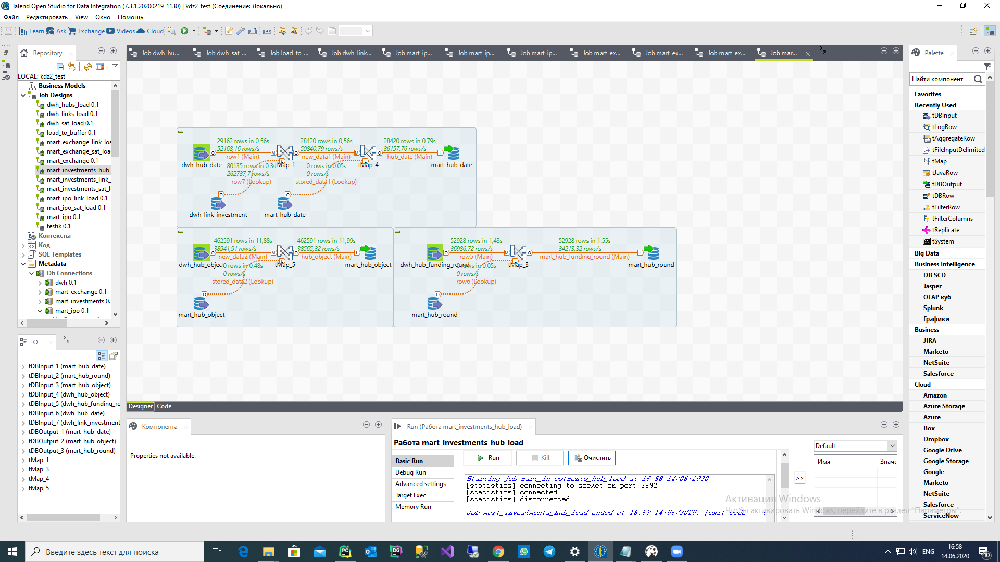 Talend Open Studio for Data Integration (7.3.1.20200219_1130) | kdz2_test (Соединение: Локально)
Файл Редактировать View Окно Помощь
Learn Ask Exchange Videos Cloud
Repository
LOCAL: kdz2_test
Business Models
Job Designs
dwh_hubs_load 0.1
dwh_links_load 0.1
dwh_sat_load 0.1
load_to_buffer 0.1
mart_exchange_link_loa
mart_exchange_sat_loa
mart_exchange 0.1
mart_investments_hub_
mart_investments_link_
mart_investments_sat_l
mart_ipo_link_load 0.1
mart_ipo_sat_load 0.1
mart_ipo 0.1
testik 0.1
Контексты
Код
SQL Templates
Metadata
Db Connections
dwh 0.1
mart_exchange 0.1
mart_investments 0.
mart_ipo 0.1
O
1
tDBInput_1 (mart_hub_date)
tDBInput_2 (mart_hub_round)
tDBInput_3 (mart_hub_object)
tDBInput_4 (dwh_hub_object)
tDBInput_5 (dwh_hub_funding_ro
tDBInput_6 (dwh_hub_date)
tDBInput_7 (dwh_link_investment
tDBOutput_1 (mart_hub_date)
tDBOutput_2 (mart_hub_object)
tDBOutput_3 (mart_hub_round)
tMap_1
tMap_3
tMap_4
tMap_5
Job dwh_hu... Job dwh_sat_... Job load_to_... Job dwh_link... Job mart_ip... Job mart_ip... Job mart_ip... Job mart_ex... Job mart_ex... Job mart_ex... Job mar... 2
29162 rows in 0,56s 28420 rows in 0,56s 28420 rows in 0,79s
52168,16 rows/s 50840,79 rows/s 36157,76 rows/s
row1 (Main) new_data1 (Main) hub_date (Main)
dwh_hub_date tMap_1 tMap_4 mart_hub_date
80135 rows in 0,3s 0 rows in 0,05s
262737,7 rows/s 0 rows/s
row7 (Lookup) stored_data1 (Lookup)
dwh_link_investment mart_hub_date
462591 rows in 11,88s 462591 rows in 11,99s
38941,91 rows/s 38565,32 rows/s
new_data2 (Main) hub_object (Main)
dwh_hub_object tMap_5 mart_hub_object
0 rows in 0,48s
0 rows/s
stored_data2 (Lookup)
mart_hub_object
52928 rows in 1,43s 52928 rows in 1,55s
36986,72 rows/s 34213,32 rows/s
row5 (Main) mart_hub_funding_round (Main)
dwh_hub_funding_round tMap_3 mart_hub_round
0 rows in 0,05s
0 rows/s
row6 (Lookup)
mart_hub_round
Designer Code
Компонента
Properties not available.
Run (Работа mart_investments_hub_load)
Работа mart_investments_hub_load
Basic Run
Debug Run
Advanced settings
Target Exec
Memory Run
Run Kill Очистить
Starting job mart_investments_hub_load at 16:58 14/06/2020.
[statistics] connecting to socket on port 3892
[statistics] connected
[statistics] disconnected
Job mart_investments_hub_load ended at 16:58 14/06/2020. [exit code
>>
Default
Имя Значе
Активация Windows
Чтобы активировать Windows, перейдите в раздел "Параметры".
Palette
Найти компонент
Favorites
Recently Used
tDBInput
tLogRow
tAggregateRow
tFileInputDelimited
tMap
tJavaRow
tDBOutput
tDBRow
tFilterRow
tFilterColumns
tReplicate
tSystem
Big Data
Business Intelligence
DB SCD
Jasper
OLAP куб
Splunk
Графики
Business
JIRA
Marketo
NetSuite
Salesforce
Cloud
Amazon
Azure Storage
Azure
Box
Dropbox
Google Drive
Google Storage
Google
Marketo
NetSuite
Salesforce
ServiceNow
Введите здесь текст для поиска
ENG
16:58
14.06.2020
10